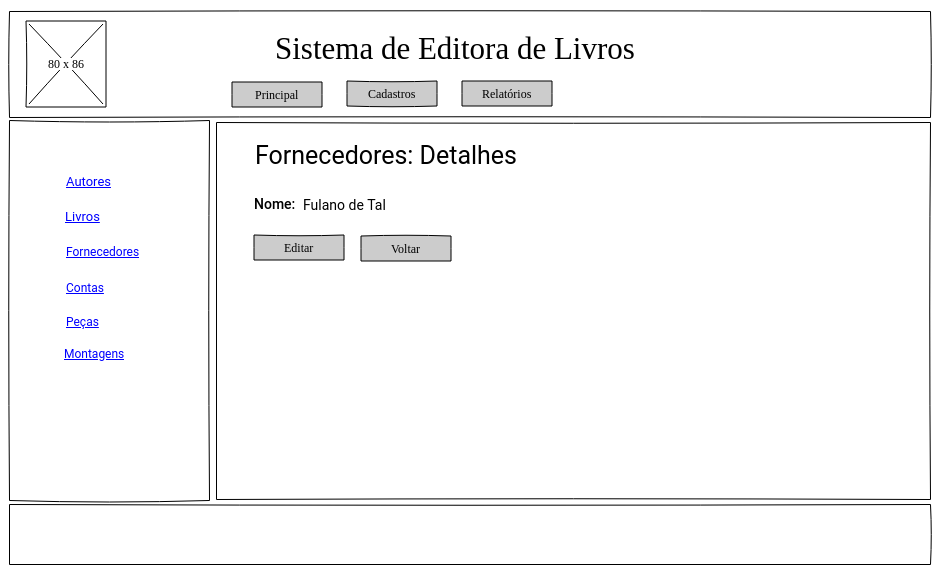 Sistema de Editora de Livros
80 x 86
Principal Cadastros Relatórios
Fornecedores: Detalhes
Autores
Nome: Fulano de Tal
Livros
Editar Voltar
Fornecedores
Contas
Peças
Montagens